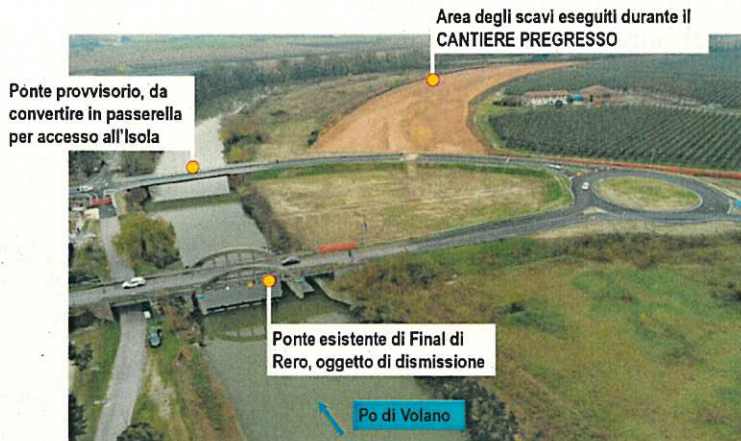 Area degli scavi eseguiti durante il
CANTIERE PREGRESSO
Ponte provvisorio, da
convertire in passerella
per accesso all'Isola
Ponte esistente di Final di
Rero, oggetto di dismissione
Po di Volano